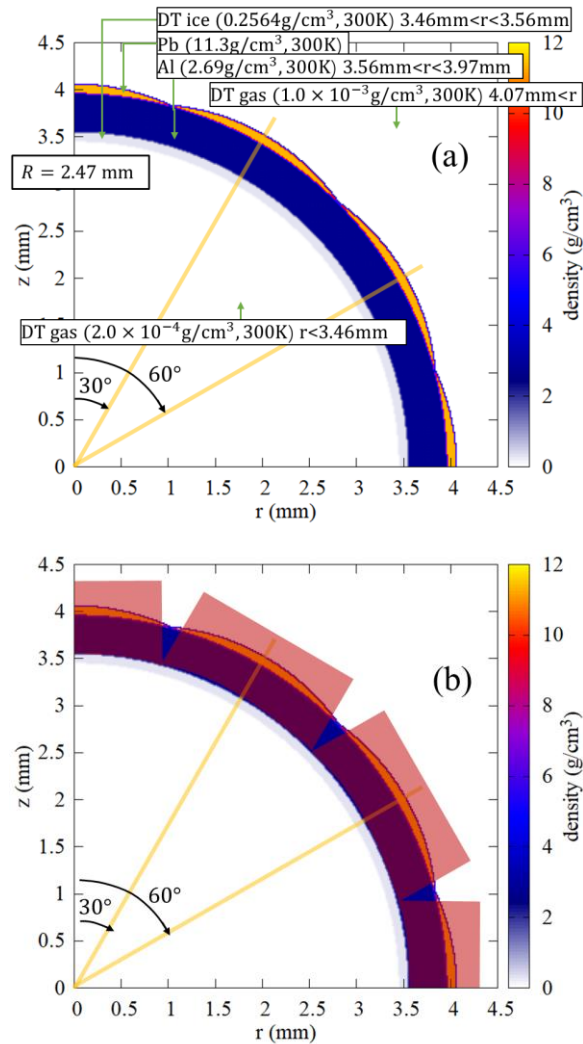 DT ice (0.2564g/cm³, 300K) 3.46mm<r<3.56mm
Pb (11.3g/cm³, 300K)
Al (2.69g/cm³, 300K) 3.56mm<r<3.97mm
DT gas (1.0 × 10⁻³g/cm³, 300K) 4.07mm<r
(a)
R = 2.47 mm
DT gas (2.0 × 10⁻⁴g/cm³, 300K) r<3.46mm
30°
60°
4.5
4
3.5
3
2.5
2
1.5
1
0.5
0
z (mm)
0 0.5 1 1.5 2 2.5 3 3.5 4 4.5
r (mm)
12
10
8
6
4
2
0
density (g/cm³)
(b)
30°
60°
4.5
4
3.5
3
2.5
2
1.5
1
0.5
0
z (mm)
0 0.5 1 1.5 2 2.5 3 3.5 4 4.5
r (mm)
12
10
8
6
4
2
0
density (g/cm³)